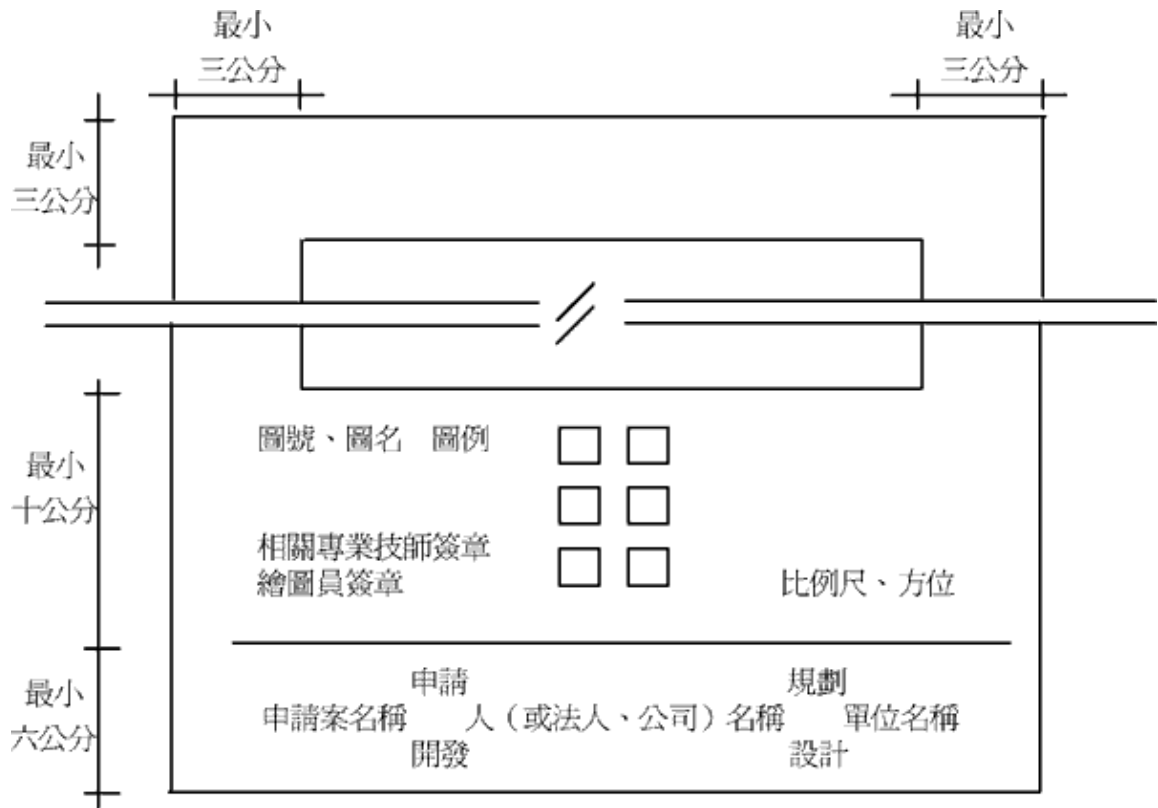 最小
三公分
最小
三公分
最小
三公分
圖號、圖名　圖例
最小
十公分
相關專業技師簽章
繪圖員簽章
比例尺、方位
最小
六公分
申請　規劃
申請案名稱　人（或法人、公司）名稱　單位名稱
開發　設計